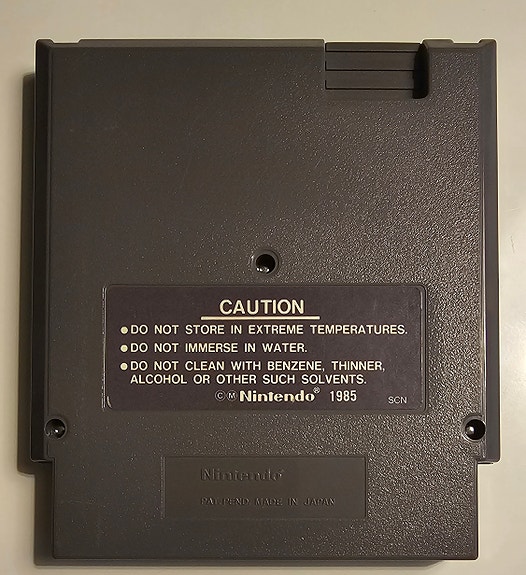 CAUTION
● DO NOT STORE IN EXTREME TEMPERATURES.
● DO NOT IMMERSE IN WATER.
● DO NOT CLEAN WITH BENZENE, THINNER,
ALCOHOL OR OTHER SUCH SOLVENTS.
ⒸⓂ Nintendo® 1985 SCN
Nintendo®
PAT. PEND. MADE IN JAPAN